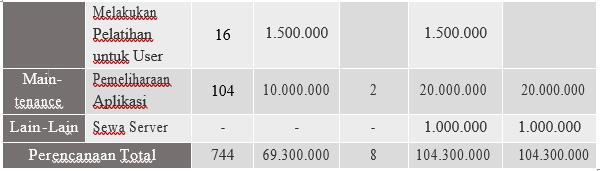 Melakukan
Pelatihan
untuk User
16 1.500.000 1.500.000
Main-
tenance
Pemeliharaan
Aplikasi
104 10.000.000 2 20.000.000 20.000.000
Lain-Lain Sewa Server - - - 1.000.000 1.000.000
Perencanaan Total 744 69.300.000 8 104.300.000 104.300.000